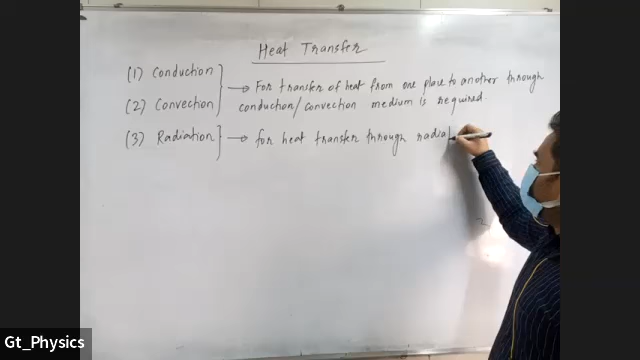 Heat Transfer
(1) Conduction
(2) Convection
For transfer of heat from one place to another through
conduction/convection medium is required
(3) Radiation
for heat transfer through radia
Gt_Physics